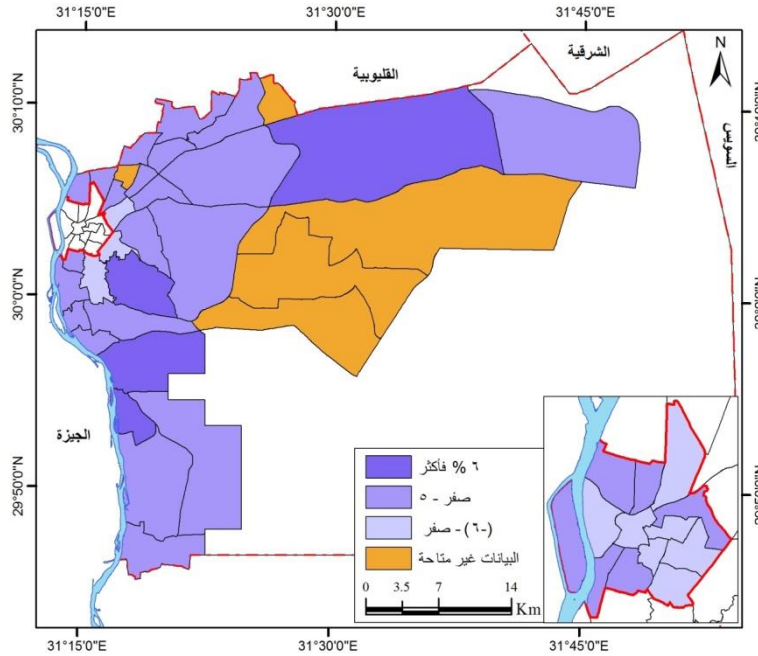 31°15'0"E 31°30'0"E 31°45'0"E
الشرقية
القليوبية
N
السويس
30°10'0"N
30°0'0"N
29°50'0"N
الجيزة
٦ % فأكثر
صفر - ٥
(-٦) - صفر
البيانات غير متاحة
0 3.5 7 14
Km
31°15'0"E 31°30'0"E 31°45'0"E